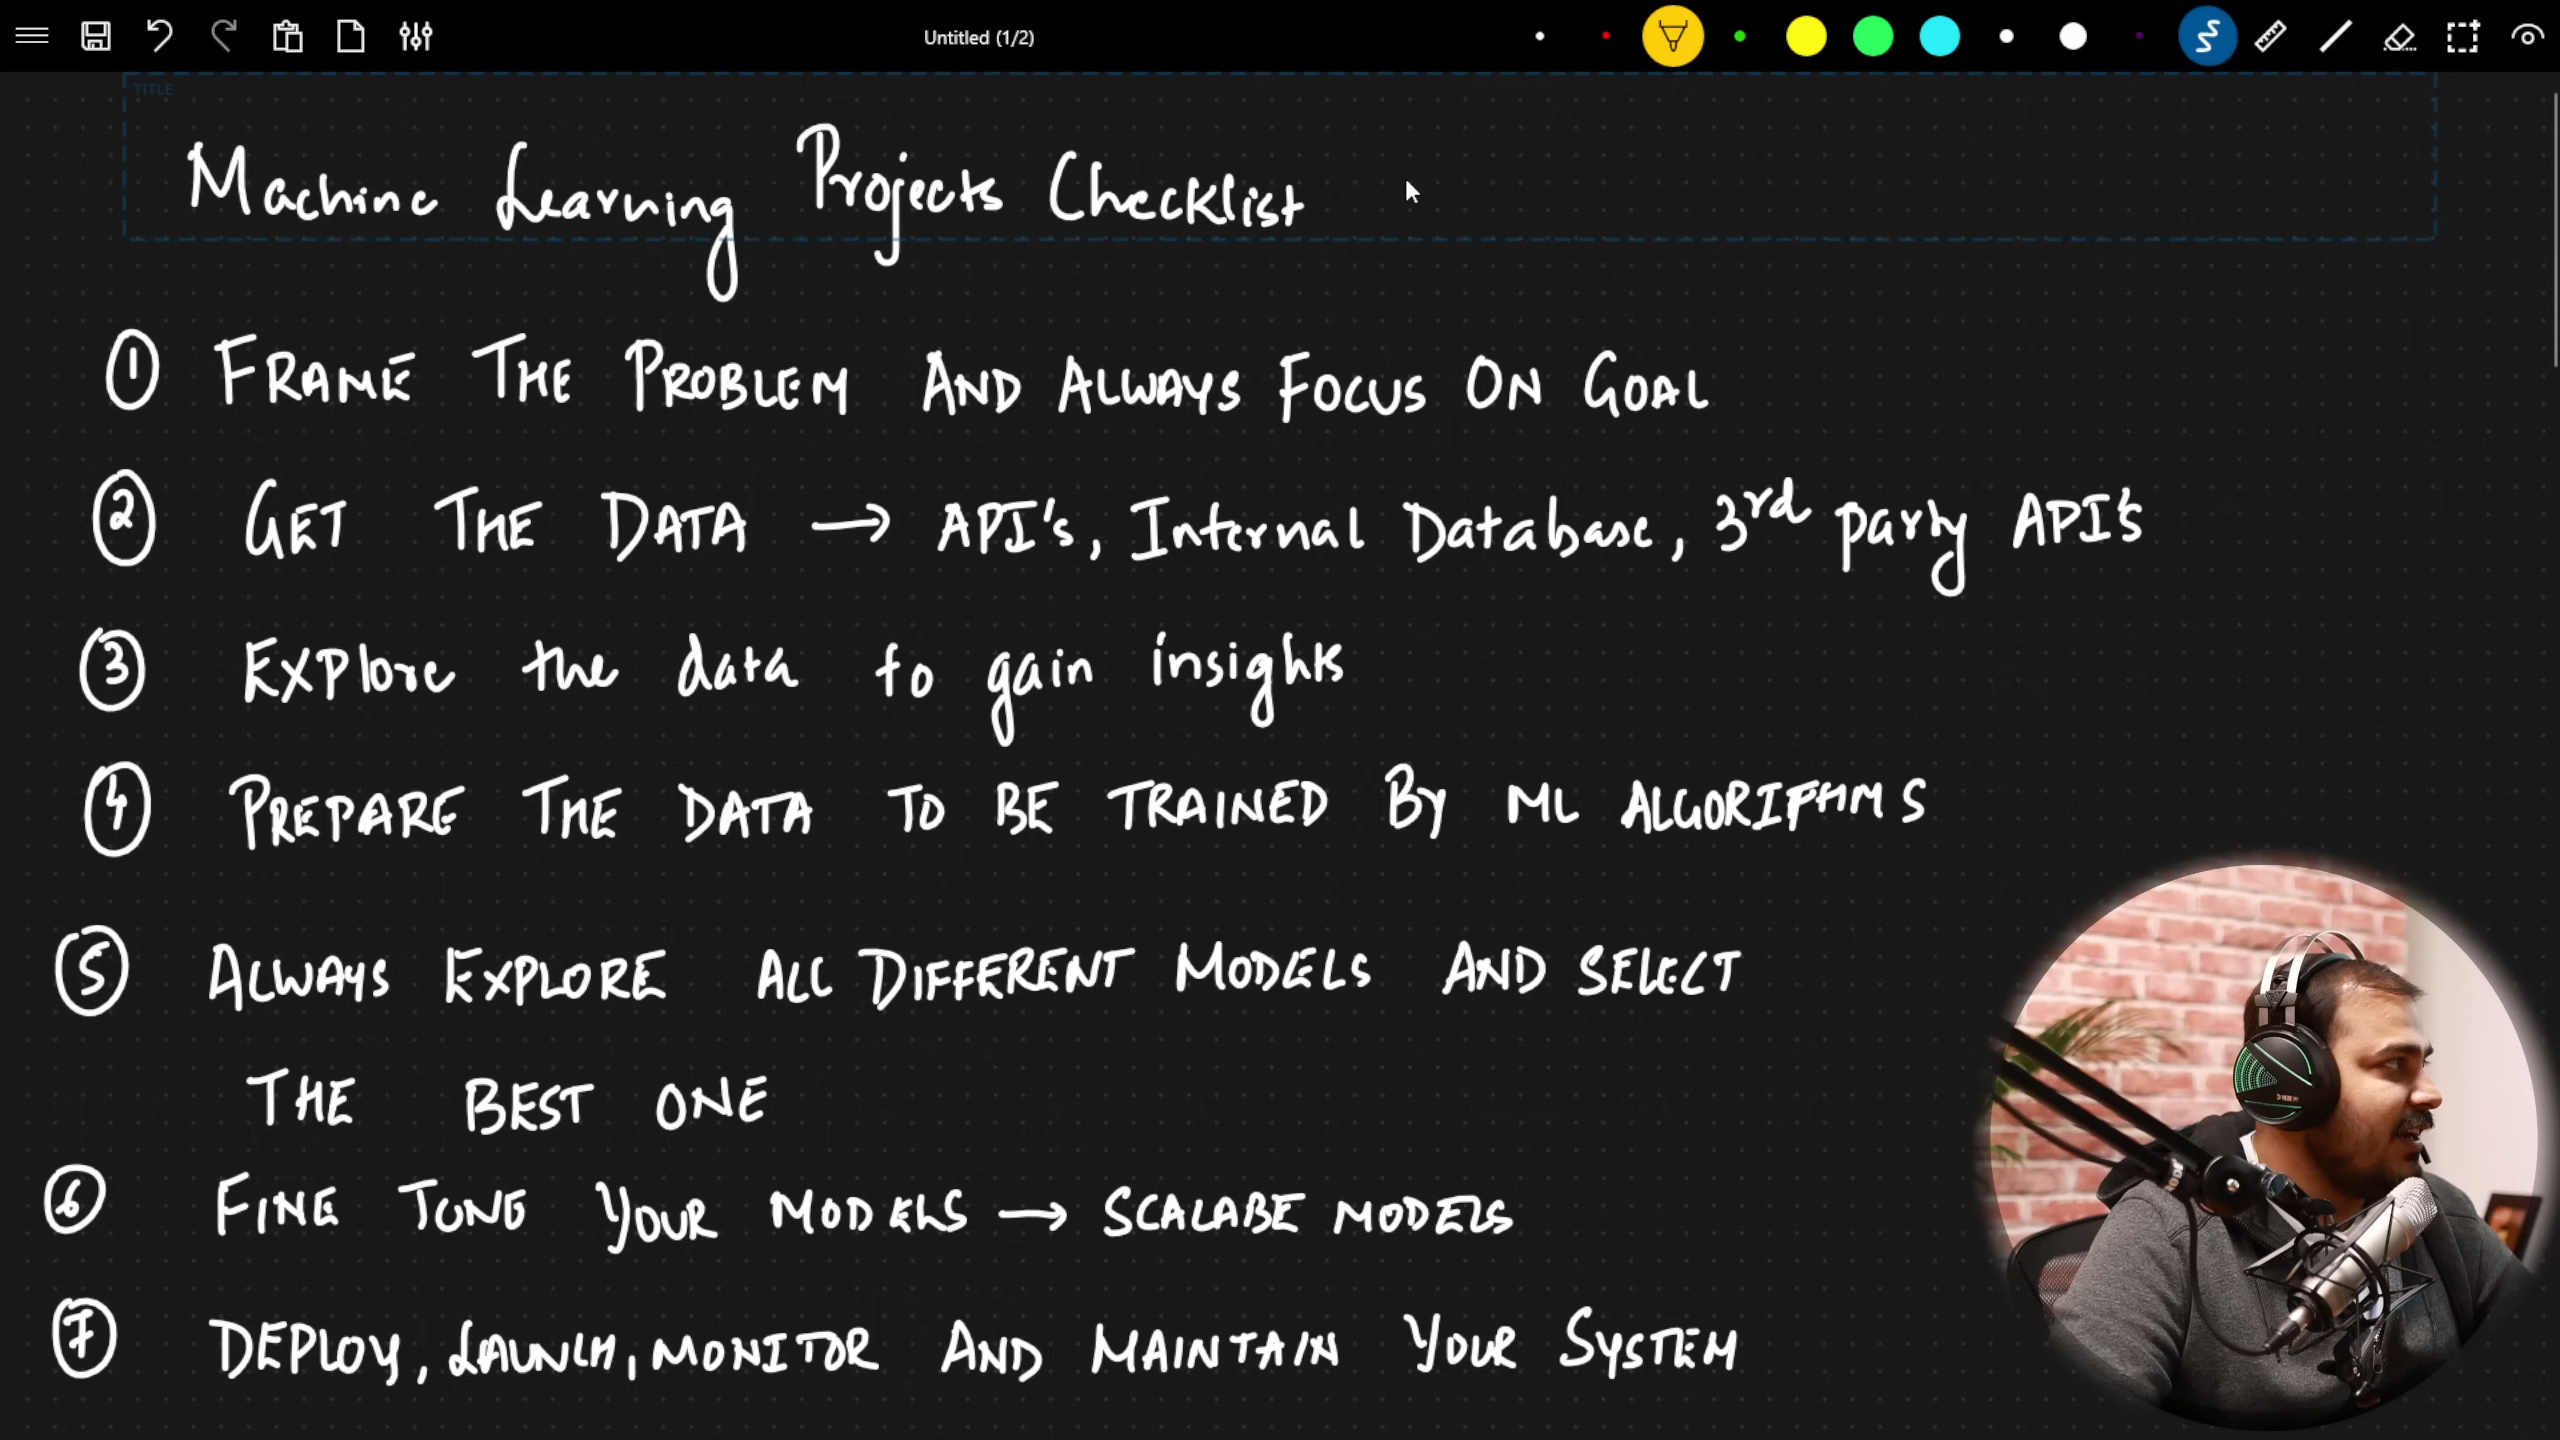 Untitled (1/2)
TITLE
Machine Learning Projects Checklist
① FRAME THE PROBLEM AND ALWAYS FOCUS ON GOAL
② GET THE DATA → API's, Internal Database, 3rd party API's
③ Explore the data to gain insights
④ PREPARE THE DATA TO BE TRAINED By ML ALGORITHMS
⑤ ALWAYS EXPLORE ALL DIFFERENT MODELS AND SELECT
THE BEST ONE
⑥ FINE TUNE YOUR MODELS → SCALABE MODELS
⑦ DEPLOY, LAUNCH, MONITOR AND MAINTAIN YOUR SYSTEM
RODE